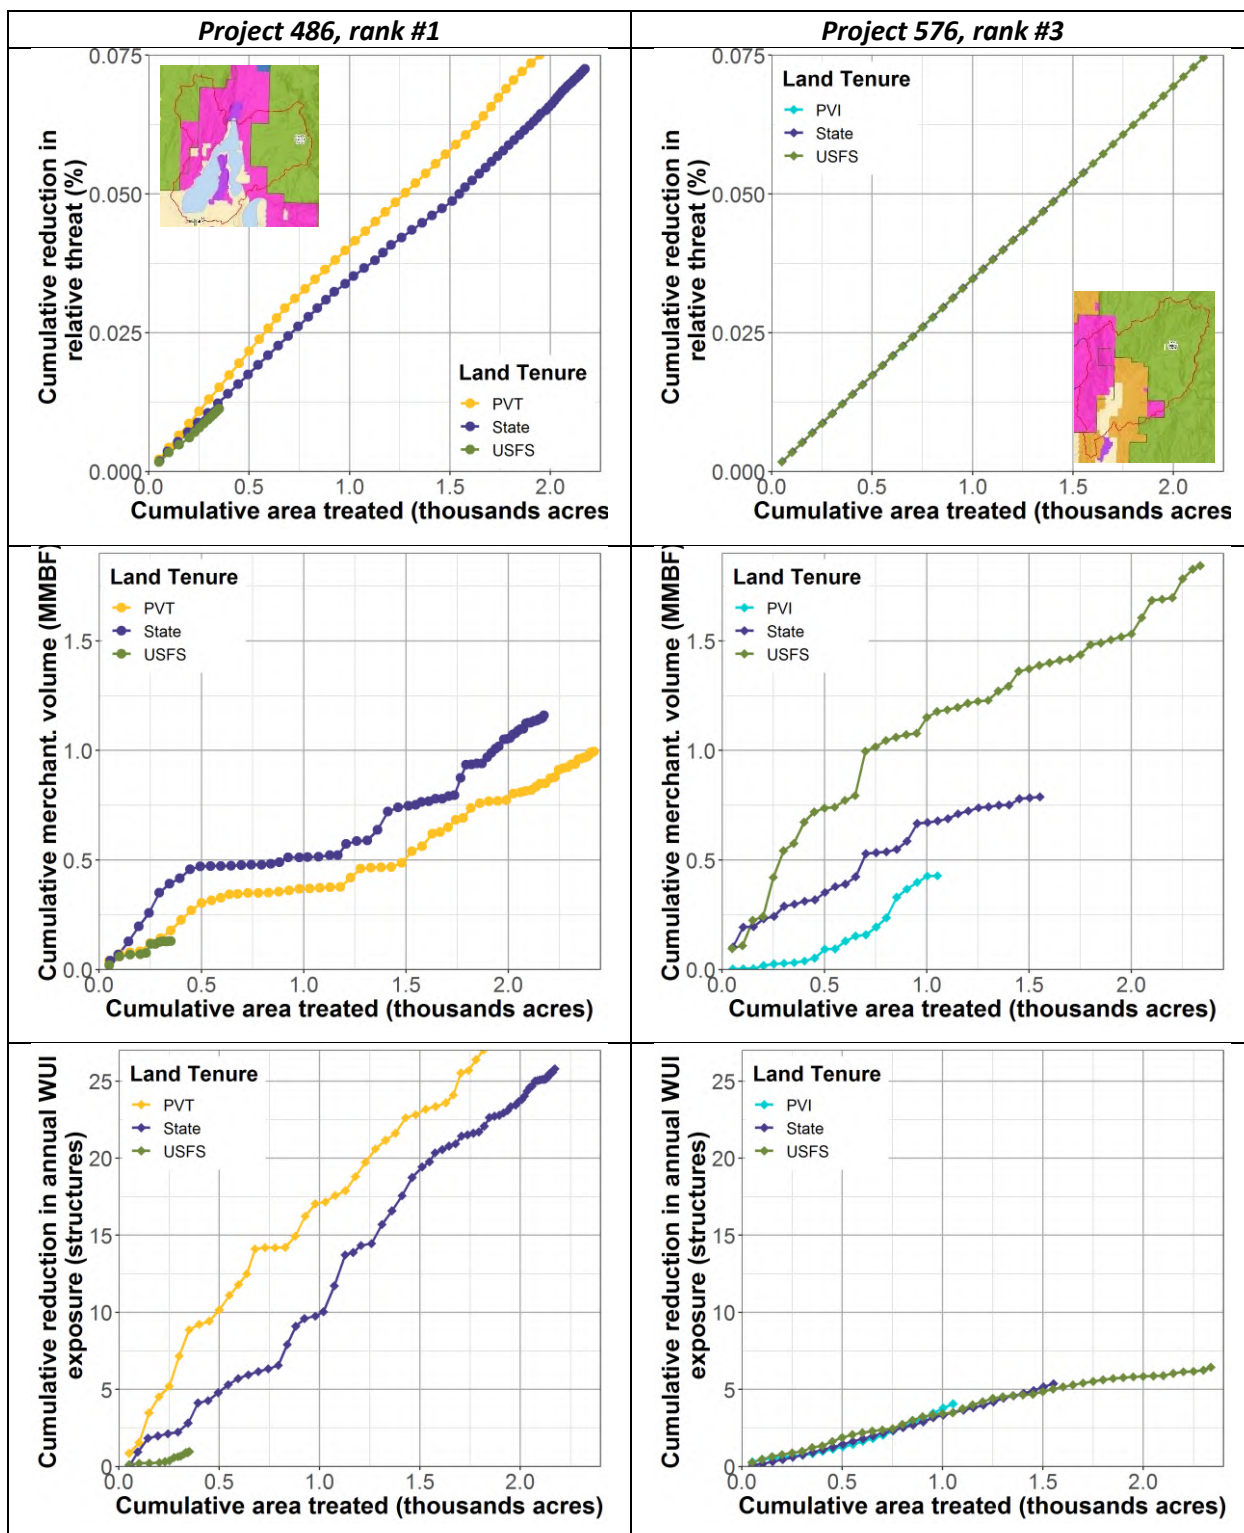 Project 486, rank #1
Project 576, rank #3
Cumulative reduction in
relative threat (%)
0.075
0.050
0.025
0.000
Land Tenure
PVT
State
USFS
0.0 0.5 1.0 1.5 2.0
Cumulative area treated (thousands acres
Cumulative reduction in
relative threat (%)
0.075
0.050
0.025
0.000
Land Tenure
PVI
State
USFS
0.0 0.5 1.0 1.5 2.0
Cumulative area treated (thousands acres
Cumulative merchant. volume (MMBF)
1.5
1.0
0.5
0.0
Land Tenure
PVT
State
USFS
0.0 0.5 1.0 1.5 2.0
Cumulative area treated (thousands acres)
Cumulative merchant. volume (MMBF)
1.5
1.0
0.5
0.0
Land Tenure
PVI
State
USFS
0.0 0.5 1.0 1.5 2.0
Cumulative area treated (thousands acres)
Cumulative reduction in annual WUI
exposure (structures)
25
20
15
10
5
0
Land Tenure
PVT
State
USFS
0.0 0.5 1.0 1.5 2.0
Cumulative area treated (thousands acres)
Cumulative reduction in annual WUI
exposure (structures)
25
20
15
10
5
0
Land Tenure
PVI
State
USFS
0.0 0.5 1.0 1.5 2.0
Cumulative area treated (thousands acres)